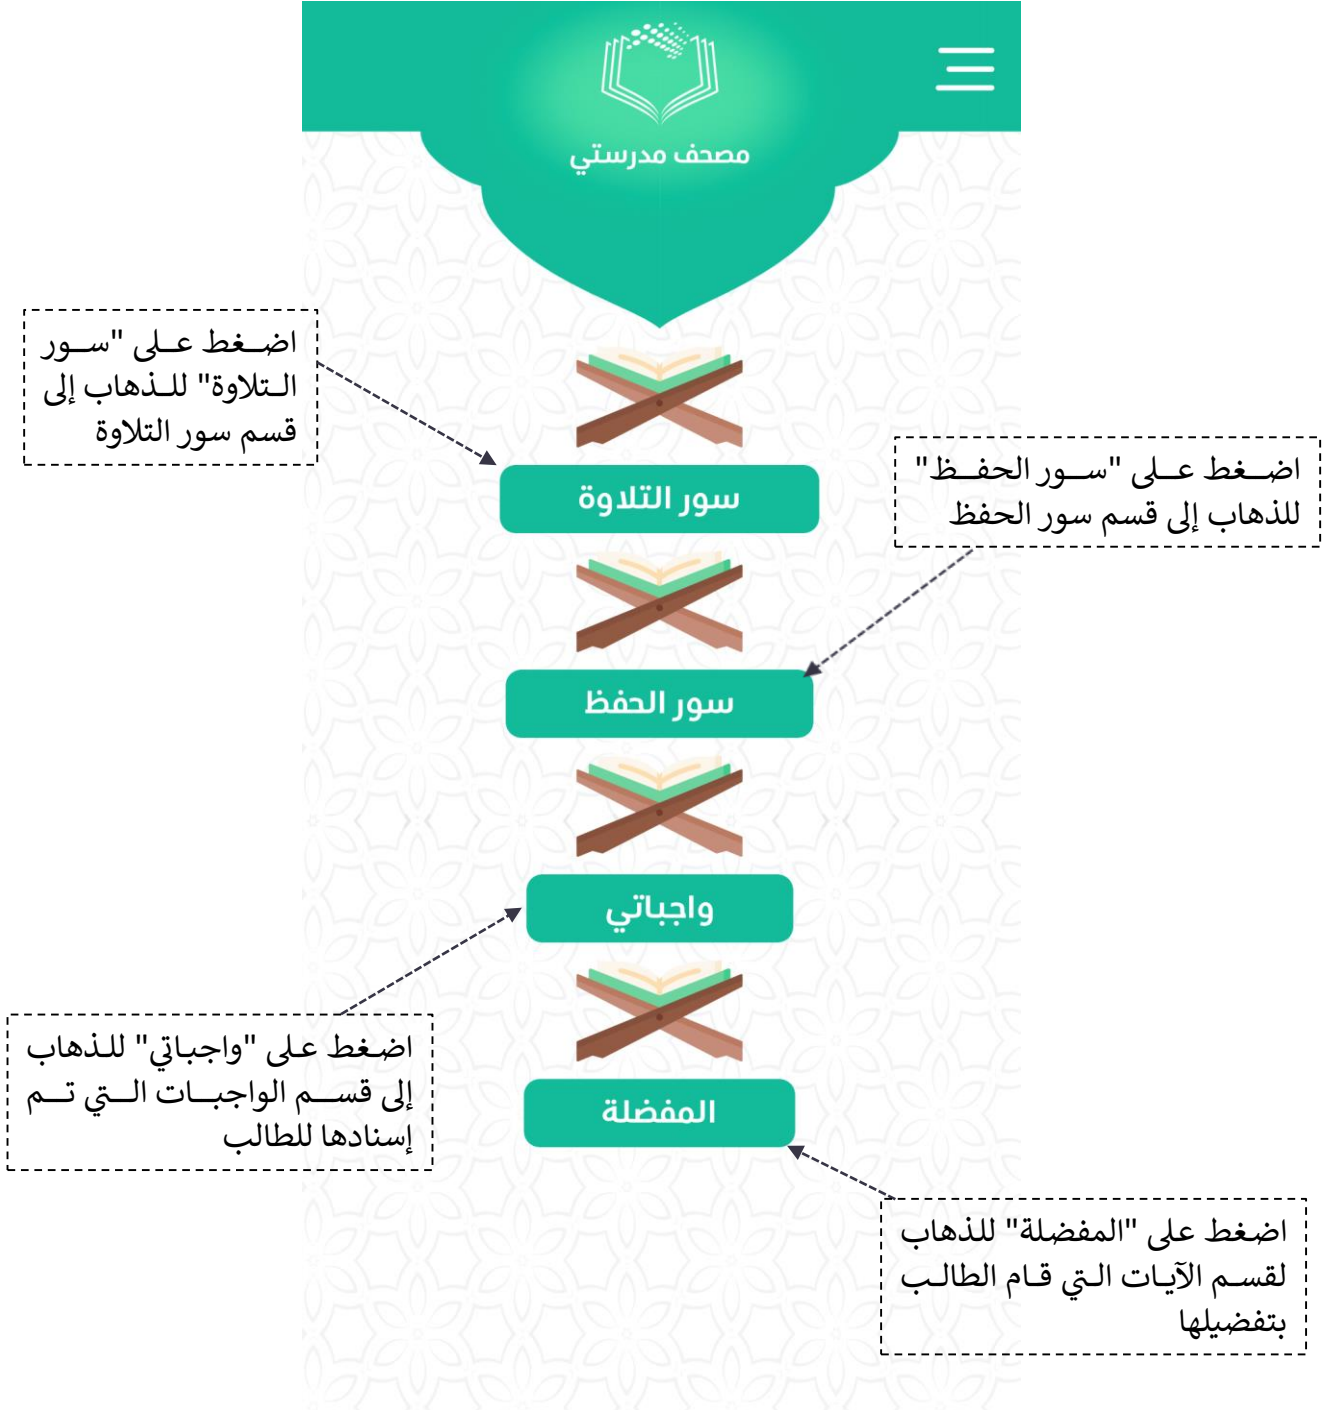 مصحف مدرستي
اضغط على "سور
التلاوة" للذهاب إلى
قسم سور التلاوة
سور التلاوة
اضغط على "سور الحفظ"
للذهاب إلى قسم سور الحفظ
سور الحفظ
واجباتي
اضغط على "واجباتي" للذهاب
إلى قسم الواجبات التي تم
إسنادها للطالب
المفضلة
اضغط على "المفضلة" للذهاب
لقسم الآيات التي قام الطالب
بتفضيلها